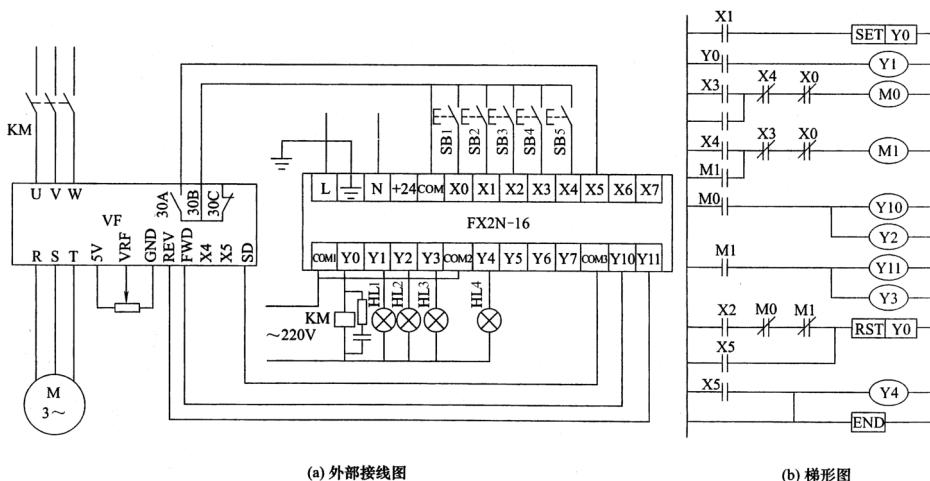 KM
U V W
VF
30A 30B 30C
R S T 5V VRF GND REV FWD X4 X5 SD
M
3～
SB1 SB2 SB3 SB4 SB5
L N +24 COM X0 X1 X2 X3 X4 X5 X6 X7
FX2N-16
COM1 Y0 Y1 Y2 Y3 COM2 Y4 Y5 Y6 Y7 COM3 Y10 Y11
HL1 HL2 HL3 HL4
KM
～220V
(a) 外部接线图
X1 SET Y0
Y0 Y1
X3 X4 X0 M0
X4 X3 X0 M1
M1
M0 Y10
Y2
M1 Y11
Y3
X2 M0 M1 RST Y0
X5
X5 Y4
END
(b) 梯形图